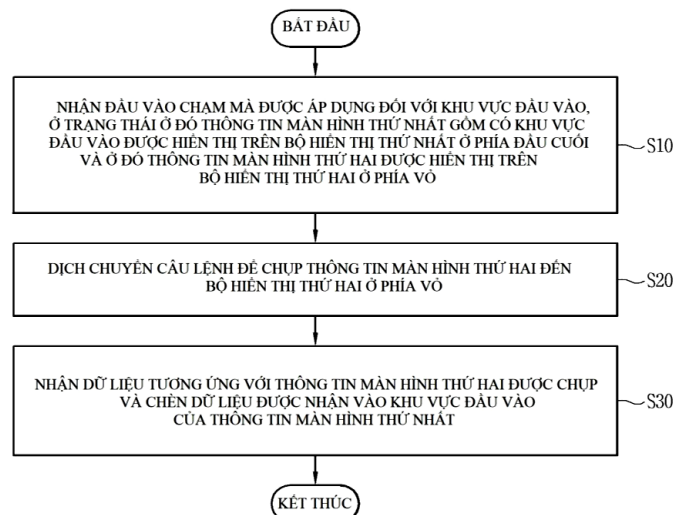 BẮT ĐẦU
NHẬN ĐẦU VÀO CHẠM MÀ ĐƯỢC ÁP DỤNG ĐỐI VỚI KHU VỰC ĐẦU VÀO,
Ở TRẠNG THÁI Ở ĐÓ THÔNG TIN MÀN HÌNH THỨ NHẤT GỒM CÓ KHU VỰC
ĐẦU VÀO ĐƯỢC HIỂN THỊ TRÊN BỘ HIỂN THỊ THỨ NHẤT Ở PHÍA ĐẦU CUỐI
VÀ Ở ĐÓ THÔNG TIN MÀN HÌNH THỨ HAI ĐƯỢC HIỂN THỊ TRÊN
BỘ HIỂN THỊ THỨ HAI Ở PHÍA VỎ
S10
DỊCH CHUYỂN CÂU LỆNH ĐỂ CHỤP THÔNG TIN MÀN HÌNH THỨ HAI ĐẾN
BỘ HIỂN THỊ THỨ HAI Ở PHÍA VỎ
S20
NHẬN DỮ LIỆU TƯƠNG ỨNG VỚI THÔNG TIN MÀN HÌNH THỨ HAI ĐƯỢC CHỤP
VÀ CHÈN DỮ LIỆU ĐƯỢC NHẬN VÀO KHU VỰC ĐẦU VÀO
CỦA THÔNG TIN MÀN HÌNH THỨ NHẤT
S30
KẾT THÚC